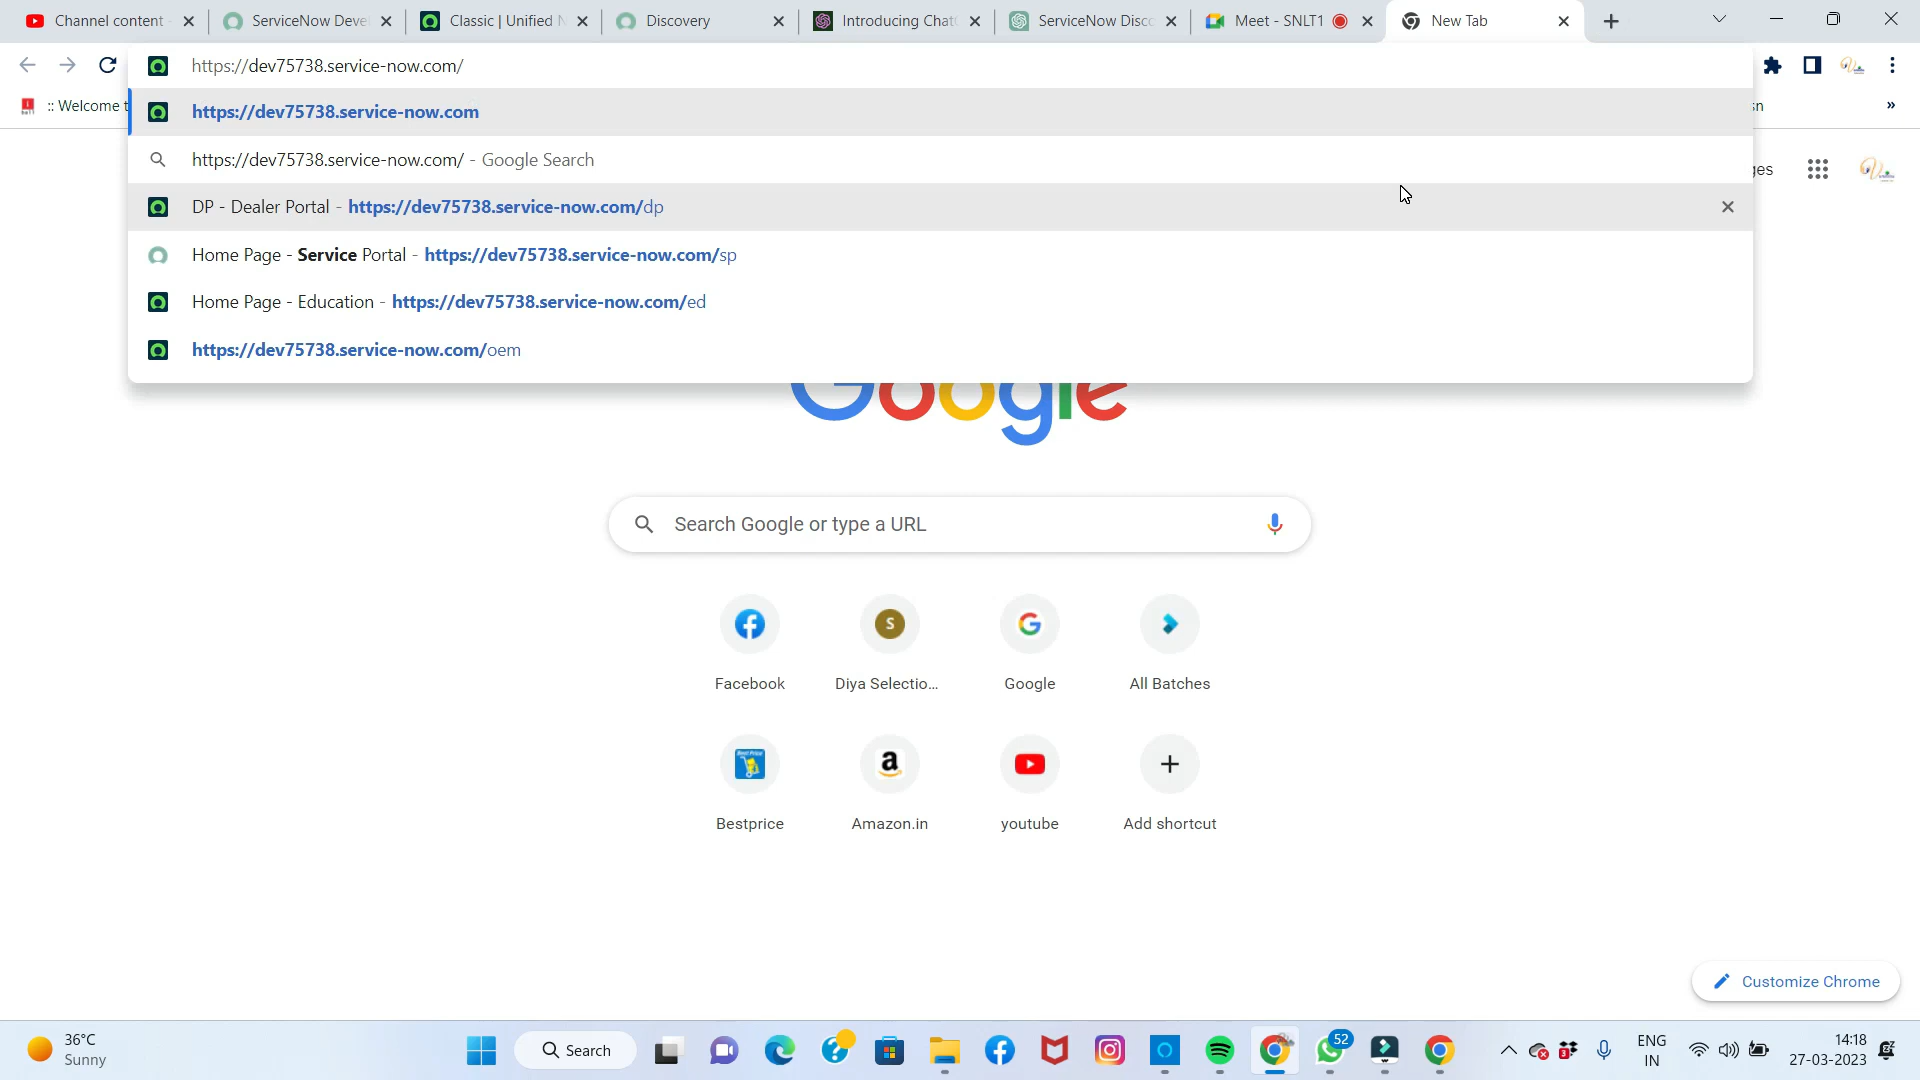 Channel content
ServiceNow Deve
Classic | Unified N
Discovery
Introducing Chat
ServiceNow Disc
Meet - SNLT1
New Tab
https://dev75738.service-now.com/
:: Welcome t
https://dev75738.service-now.com
https://dev75738.service-now.com/ - Google Search
DP - Dealer Portal - https://dev75738.service-now.com/dp
Home Page - Service Portal - https://dev75738.service-now.com/sp
Home Page - Education - https://dev75738.service-now.com/ed
https://dev75738.service-now.com/oem
Google
Search Google or type a URL
S
Facebook
Diya Selectio...
Google
All Batches
Bestprice
Amazon.in
youtube
Add shortcut
Customize Chrome
36°C
Sunny
Search
52
3
ENG
IN
14:18
27-03-2023